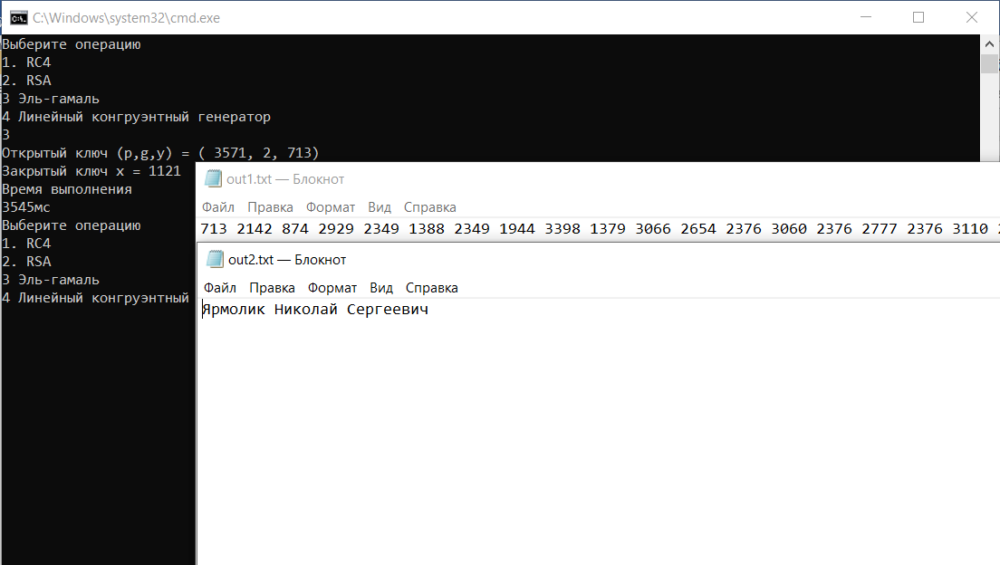 C:\Windows\system32\cmd.exe
Выберите операцию
1. RC4
2. RSA
3 Эль-гамаль
4 Линейный конгруэнтный генератор
3
Открытый ключ (p,g,y) = ( 3571, 2, 713)
Закрытый ключ x = 1121
Время выполнения
3545мс
Выберите операцию
1. RC4
2. RSA
3 Эль-гамаль
4 Линейный конгруэнтный
out1.txt — Блокнот
Файл Правка Формат Вид Справка
713 2142 874 2929 2349 1388 2349 1944 3398 1379 3066 2654 2376 3060 2376 2777 2376 3110
out2.txt — Блокнот
Файл Правка Формат Вид Справка
Ярмолик Николай Сергеевич